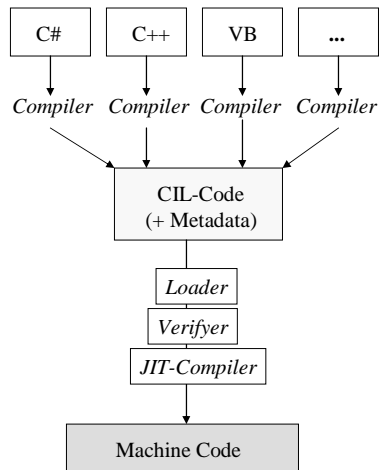 C# C++ VB ...
Compiler Compiler Compiler Compiler
CIL-Code
(+ Metadata)
Loader
Verifyer
JIT-Compiler
Machine Code